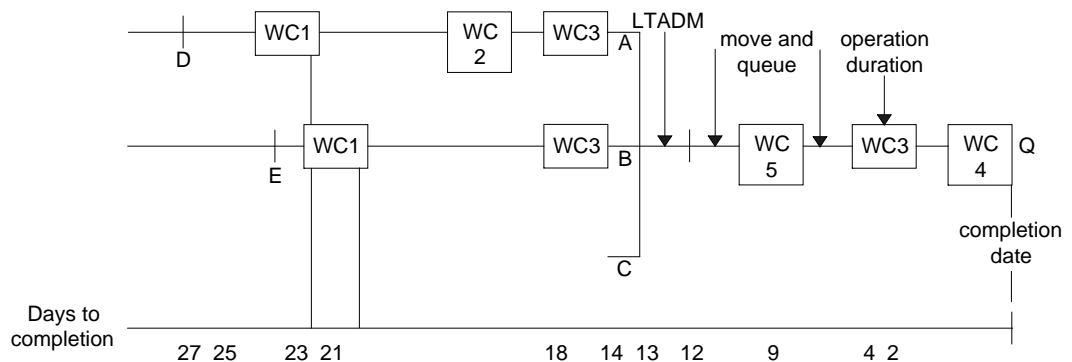 LTADM
WC1
WC
2
WC3
A
move and
queue
operation
duration
D
WC1
WC3
B
WC
5
WC3
WC
4
Q
E
C
completion
date
Days to
completion
27 25 23 21 18 14 13 12 9 4 2